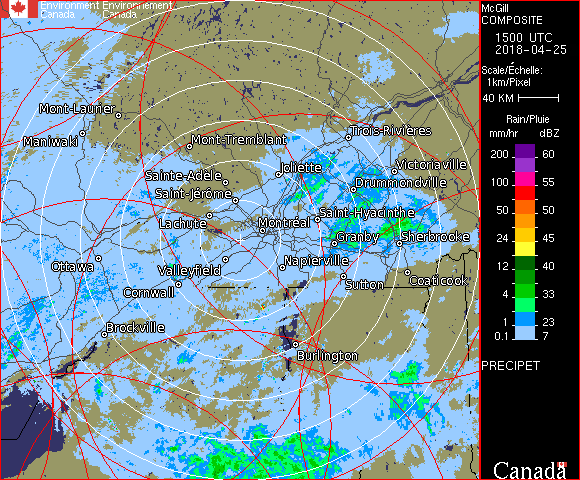 Environment Environnement
Canada Canada
McGill
COMPOSITE
1500 UTC
2018-04-25
Scale/Échelle:
1km/Pixel
40 KM
Rain/Pluie
mm/hr dBZ
200 60
150 57
100 55
50 50
24 45
12 40
4 33
1 23
0.1 7
PRECIPET
Canada
Mont-Laurier
Maniwaki
Mont-Tremblant
Trois-Rivières
Sainte-Adèle
Joliette
Victoriaville
Saint-Jérôme
Drummondville
Lachute
Montréal
Saint-Hyacinthe
Granby
Sherbrooke
Ottawa
Valleyfield
Napierville
Cornwall
Sutton
Coaticook
Brockville
Burlington